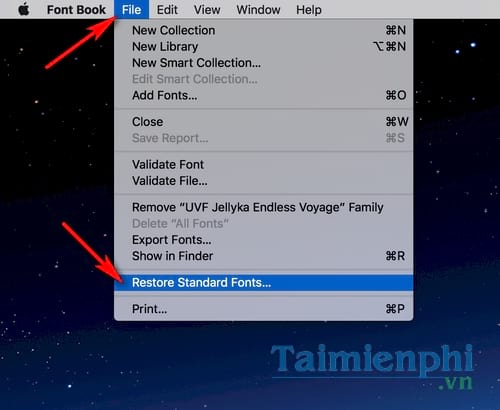 Font Book File Edit View Window Help
New Collection ⌘N
New Library ⌥⌘N
New Smart Collection...
Edit Smart Collection...
Add Fonts... ⌘O
Close ⌘W
Save Report... ⌘S
Validate Font
Validate File...
Remove “UVF Jellyka Endless Voyage” Family
Delete “All Fonts”
Export Fonts...
Show in Finder ⌘R
Restore Standard Fonts...
Print... ⌘P
Taimienphi
.vn